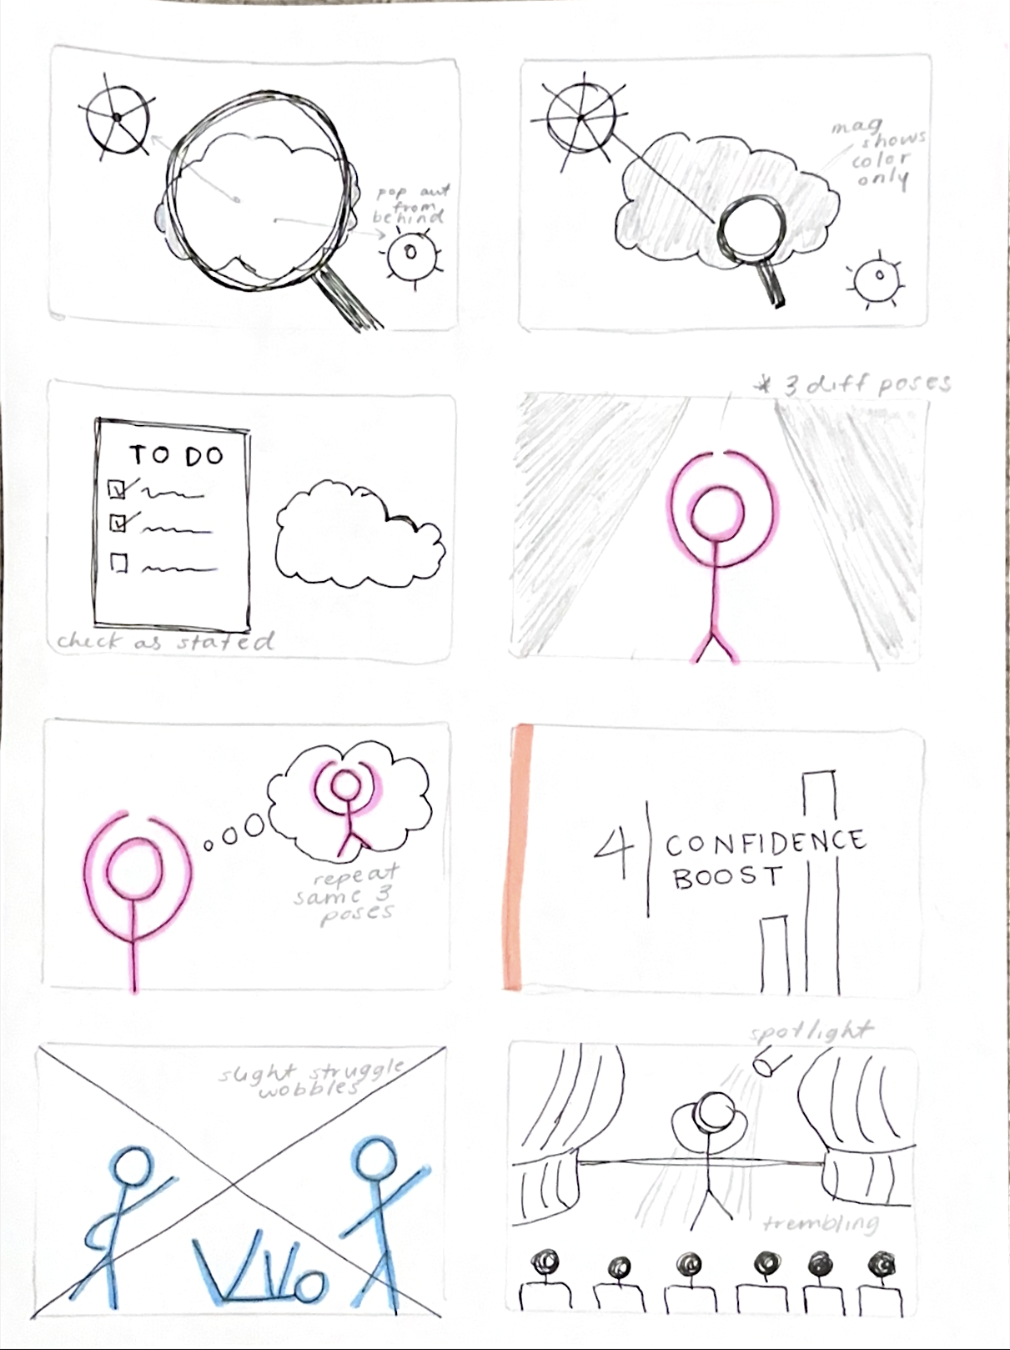 pop out
from
behind
mag
shows
color
only
TO DO
check as stated
* 3 diff poses
repeat
same 3
poses
4 | CONFIDENCE
BOOST
slight struggle
wobbles
spotlight
trembling